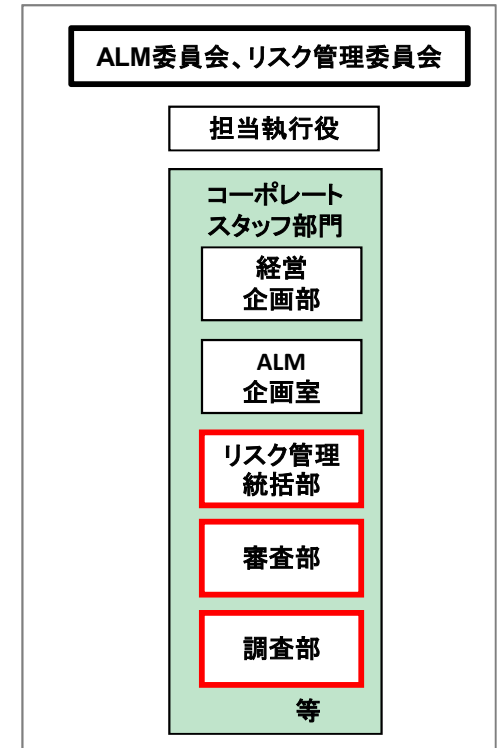 ALM委員会、リスク管理委員会
担当執行役
コーポレート
スタッフ部門
経営
企画部
ALM
企画室
リスク管理
統括部
審査部
調査部
等